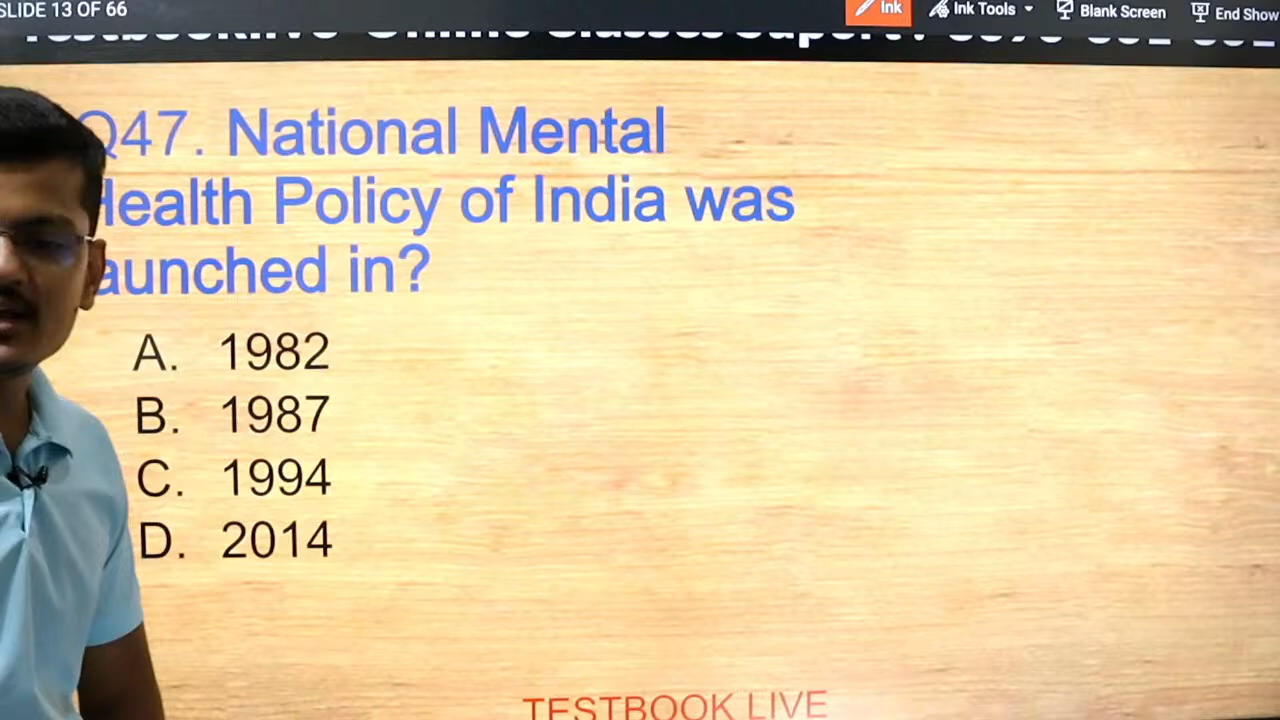 SLIDE 13 OF 66
Ink
Ink Tools
Blank Screen
End Show
Q47. National Mental
Health Policy of India was
launched in?
A. 1982
B. 1987
C. 1994
D. 2014
TESTBOOK LIVE